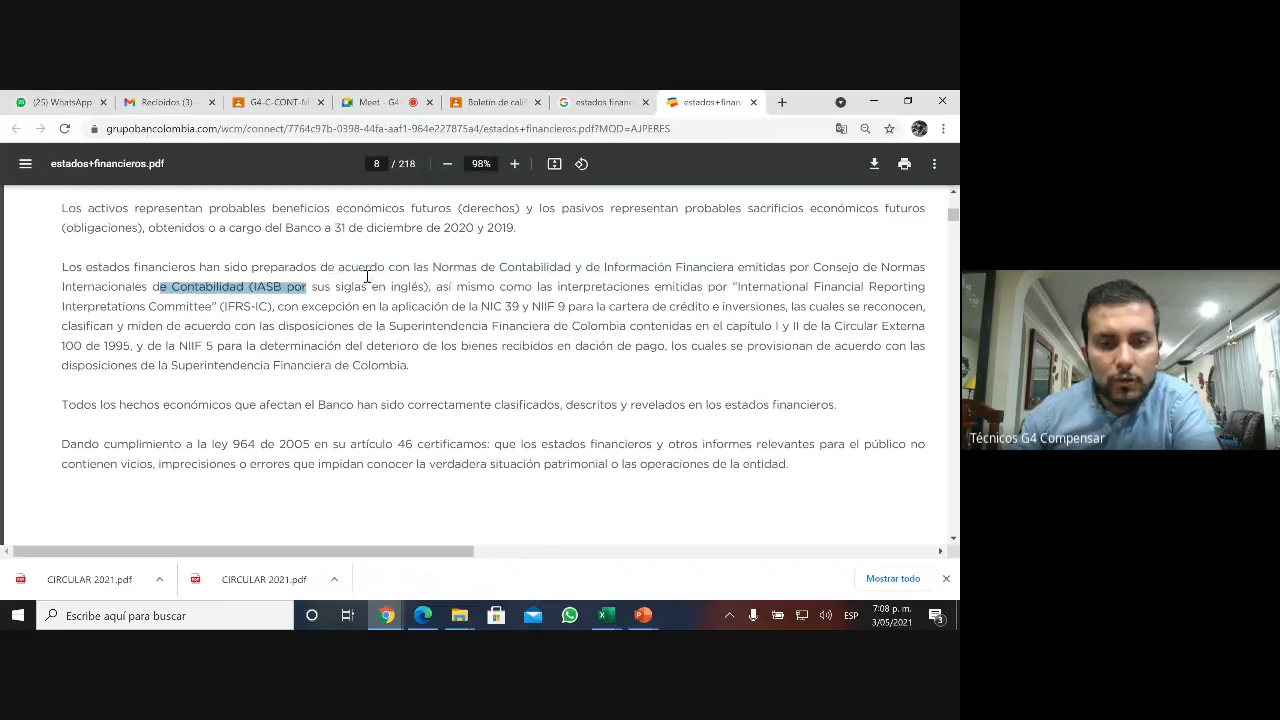 (25) WhatsApp
Recibidos (3) -
G4-C-CONT-M
Meet - G4-
Boletín de cali
estados financ
estados+finan
grupobancolombia.com/wcm/connect/7764c97b-0398-44fa-aaf1-964e227875a4/estados+financieros.pdf?MOD=AJPERES
estados+financieros.pdf
8 / 218
98%
Los activos representan probables beneficios económicos futuros (derechos) y los pasivos representan probables sacrificios económicos futuros
(obligaciones), obtenidos o a cargo del Banco a 31 de diciembre de 2020 y 2019.
Los estados financieros han sido preparados de acuerdo con las Normas de Contabilidad y de Información Financiera emitidas por Consejo de Normas
Internacionales de Contabilidad (IASB por sus siglas en inglés), así mismo como las interpretaciones emitidas por “International Financial Reporting
Interpretations Committee” (IFRS-IC), con excepción en la aplicación de la NIC 39 y NIIF 9 para la cartera de crédito e inversiones, las cuales se reconocen,
clasifican y miden de acuerdo con las disposiciones de la Superintendencia Financiera de Colombia contenidas en el capítulo I y II de la Circular Externa
100 de 1995, y de la NIIF 5 para la determinación del deterioro de los bienes recibidos en dación de pago, los cuales se provisionan de acuerdo con las
disposiciones de la Superintendencia Financiera de Colombia.
Todos los hechos económicos que afectan el Banco han sido correctamente clasificados, descritos y revelados en los estados financieros.
Dando cumplimiento a la ley 964 de 2005 en su artículo 46 certificamos: que los estados financieros y otros informes relevantes para el público no
contienen vicios, imprecisiones o errores que impidan conocer la verdadera situación patrimonial o las operaciones de la entidad.
Técnicos G4 Compensar
CIRCULAR 2021.pdf
CIRCULAR 2021.pdf
Mostrar todo
Escribe aquí para buscar
ESP
7:08 p. m.
3/05/2021
3